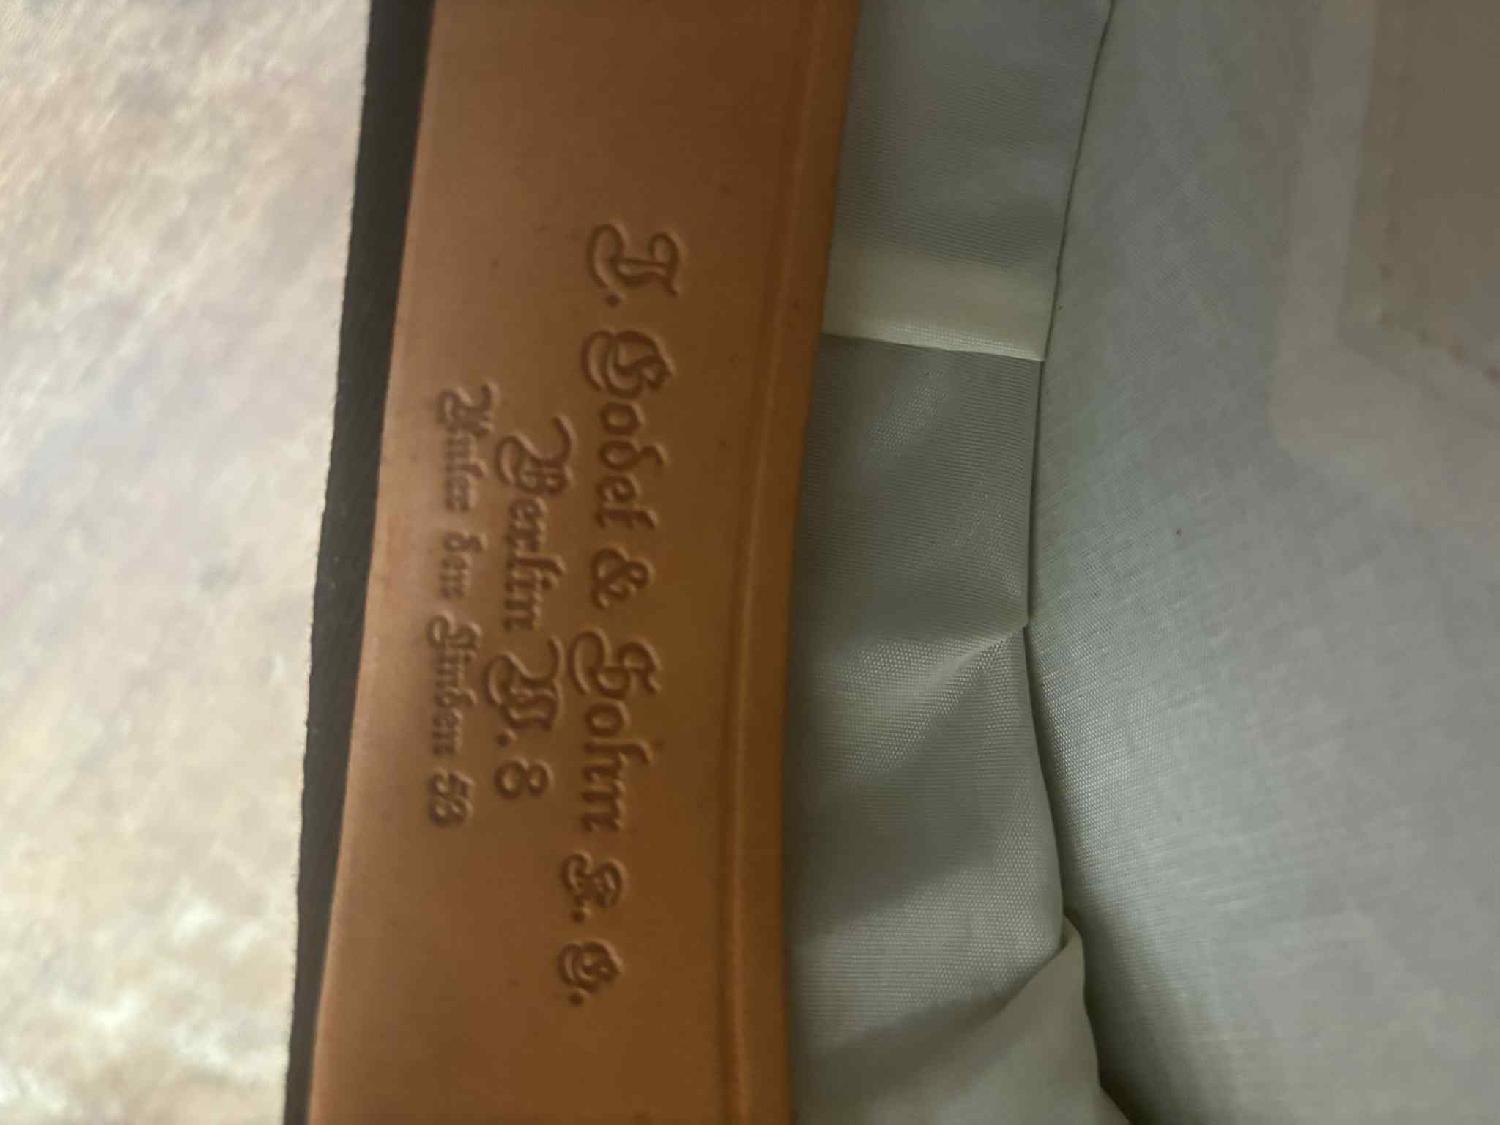 J. Godet & Sohn K. G.
Berlin W. 8
Unter den Linden 53